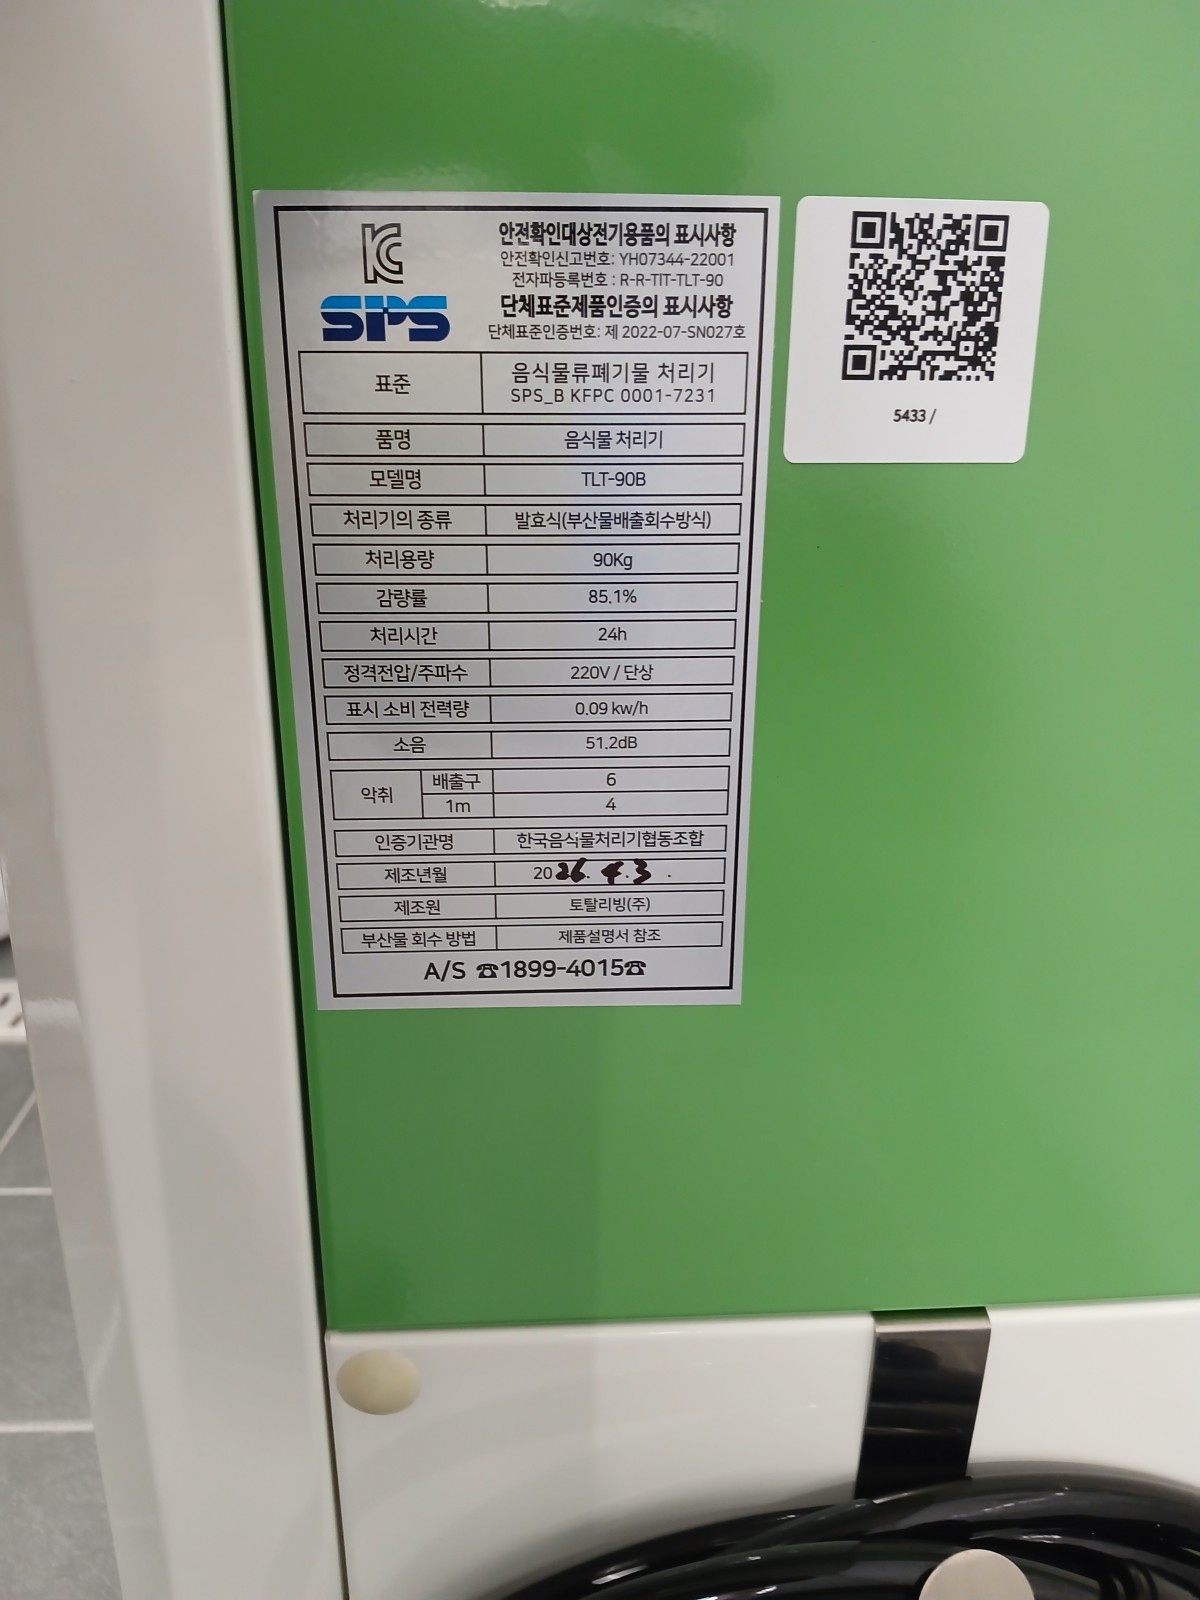 안전확인대상전기용품의 표시사항
안전확인신고번호: YH07344-22001
전자파등록번호 : R-R-TIT-TLT-90
SPS
단체표준제품인증의 표시사항
단체표준인증번호: 제 2022-07-SN027호
표준 음식물류폐기물 처리기
SPS_B KFPC 0001-7231
품명 음식물 처리기
모델명 TLT-90B
처리기의 종류 발효식(부산물배출회수방식)
처리용량 90Kg
감량률 85.1%
처리시간 24h
정격전압/주파수 220V / 단상
표시 소비 전력량 0.09 kw/h
소음 51.2dB
악취 배출구 6
1m 4
인증기관명 한국음식물처리기협동조합
제조년월 2026. 4. 3 .
제조원 토탈리빙(주)
부산물 회수 방법 제품설명서 참조
A/S ☎1899-4015☎
5433 /